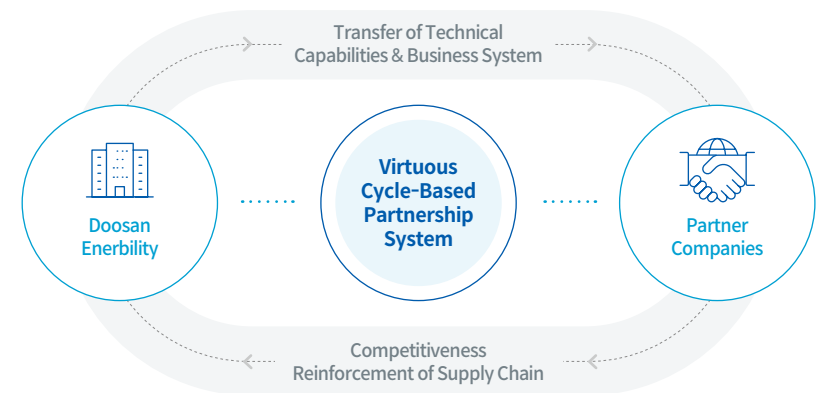 Transfer of Technical
Capabilities & Business System
Doosan
Enerbility
Virtuous
Cycle-Based
Partnership
System
Partner
Companies
Competitiveness
Reinforcement of Supply Chain